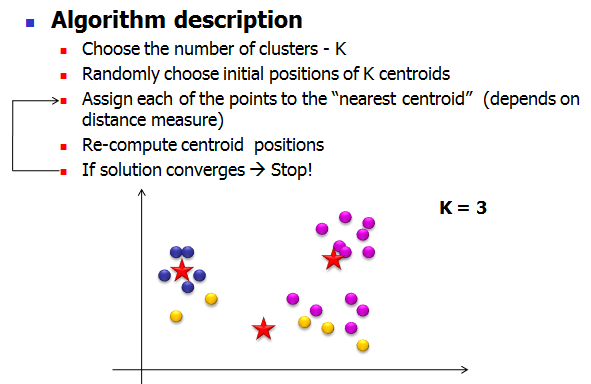 Algorithm description
Choose the number of clusters - K
Randomly choose initial positions of K centroids
Assign each of the points to the “nearest centroid” (depends on
distance measure)
Re-compute centroid positions
If solution converges → Stop!
K = 3